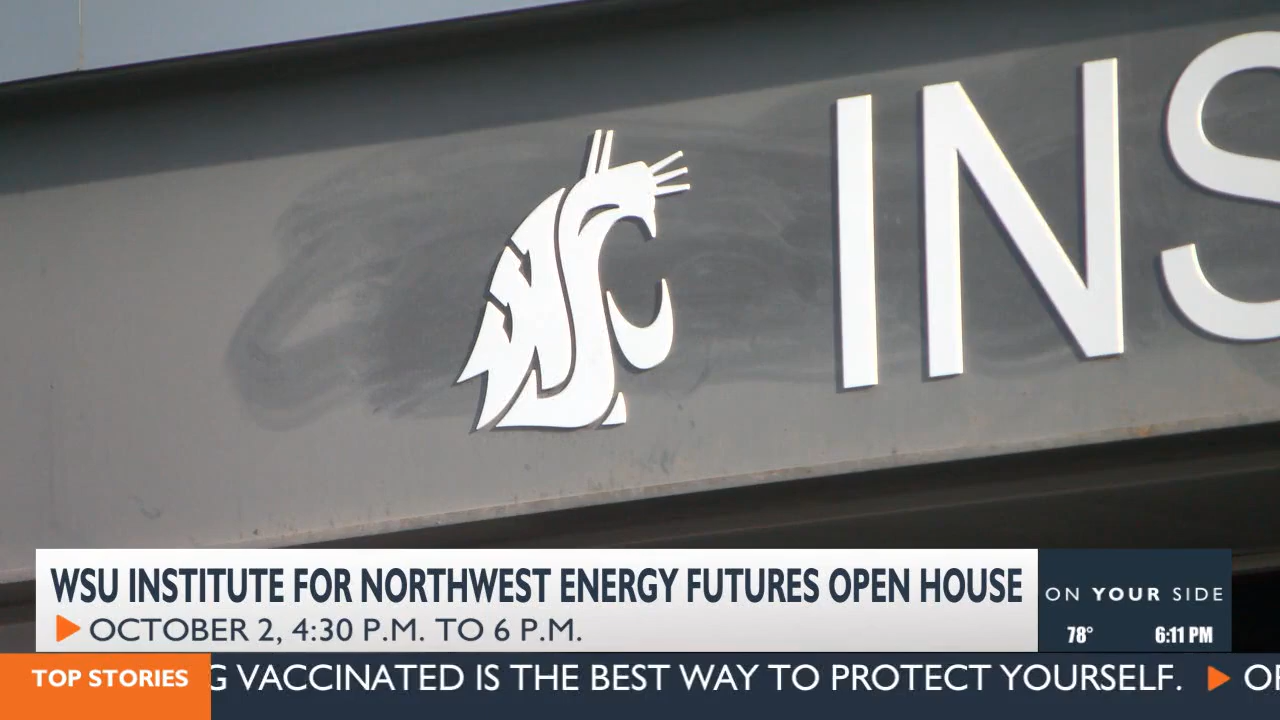 INS
WSU INSTITUTE FOR NORTHWEST ENERGY FUTURES OPEN HOUSE
OCTOBER 2, 4:30 P.M. TO 6 P.M.
ON YOUR SIDE
78° 6:11 PM
TOP STORIES
G VACCINATED IS THE BEST WAY TO PROTECT YOURSELF.